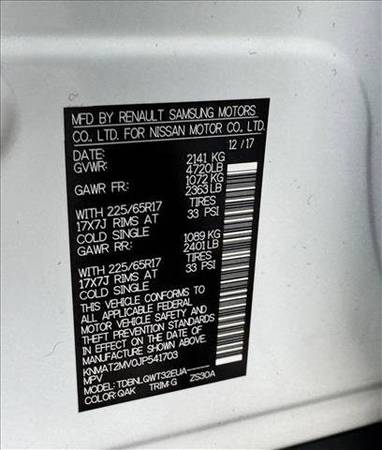 MFD BY RENAULT SAMSUNG MOTORS
CO., LTD. FOR NISSAN MOTOR CO., LTD.
DATE: 12/17
GVWR: 2141 KG
4720LB
GAWR FR: 1072 KG
2363 LB
WITH 225/65R17 TIRES
17X7J RIMS AT 33 PSI
COLD SINGLE
GAWR RR: 1089 KG
2401 LB
WITH 225/65R17 TIRES
17X7J RIMS AT 33 PSI
COLD SINGLE
THIS VEHICLE CONFORMS TO
ALL APPLICABLE FEDERAL
MOTOR VEHICLE SAFETY AND
THEFT PREVENTION STANDARDS
IN EFFECT ON THE DATE OF
MANUFACTURE SHOWN ABOVE.
KNMAT2MV0JP541703
MPV
MODEL: TDBNLQWT32EUA-----
COLOR: QAK TRIM:G ZS30A